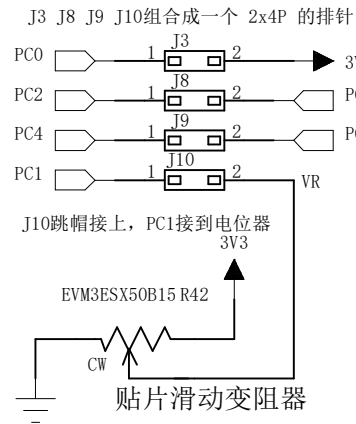 J3 J8 J9 J10组合成一个 2x4P 的排针
J3
PC0 1 2
J8
PC2 1 2
J9
PC4 1 2
J10
PC1 1 2
VR
J10跳帽接上, PC1接到电位器
3V3
EVM3ESX50B15 R42
CW
贴片滑动变阻器